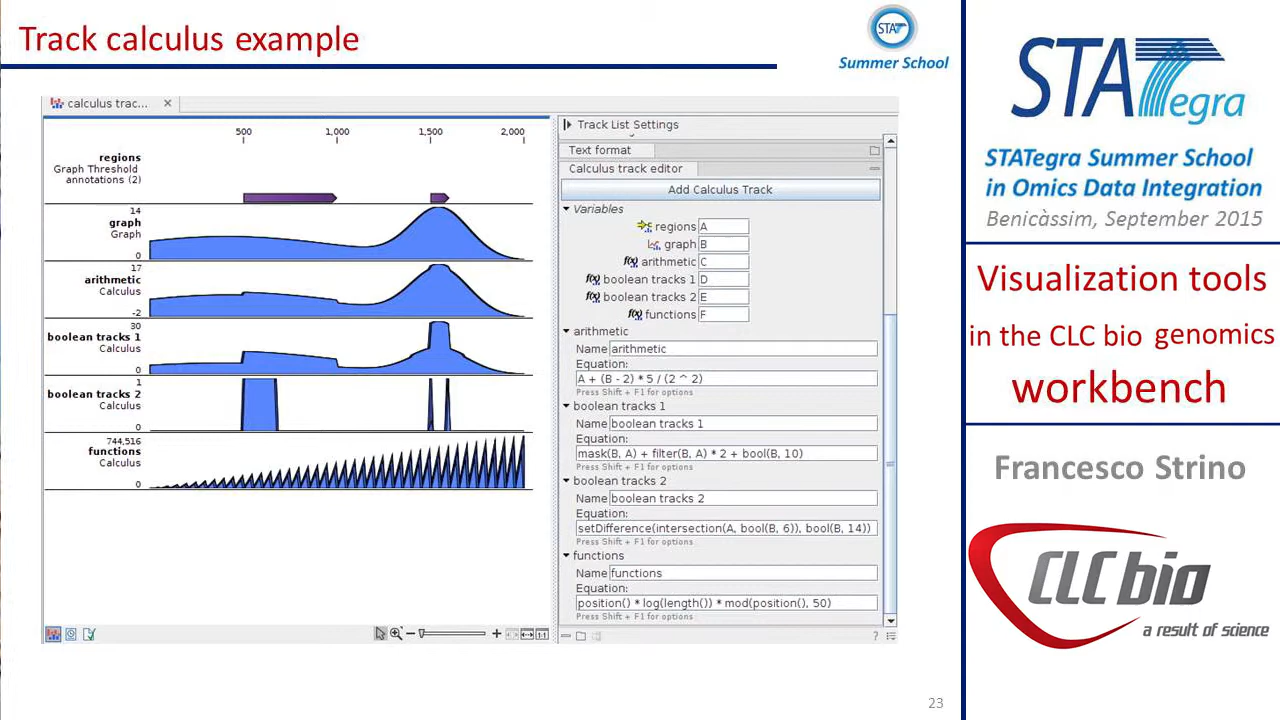 Track calculus example
STAT
Summer School
calculus trac...
500 1,000 1,500 2,000
regions
Graph Threshold
annotations (2)
14
graph
Graph
0
17
arithmetic
Calculus
-2
30
boolean tracks 1
Calculus
0
1
boolean tracks 2
Calculus
0
744,516
functions
Calculus
0
Track List Settings
Text format
Calculus track editor
Add Calculus Track
Variables
regions A
graph B
f(x) arithmetic C
f(x) boolean tracks 1 D
f(x) boolean tracks 2 E
f(x) functions F
arithmetic
Name arithmetic
Equation:
A + (B - 2) * 5 / (2 ^ 2)
Press Shift + F1 for options
boolean tracks 1
Name boolean tracks 1
Equation:
mask(B, A) + filter(B, A) * 2 + bool(B, 10)
Press Shift + F1 for options
boolean tracks 2
Name boolean tracks 2
Equation:
setDifference(intersection(A, bool(B, 6)), bool(B, 14))
Press Shift + F1 for options
functions
Name functions
Equation:
position() * log(length()) * mod(position(), 50)
Press Shift + F1 for options
1:1
?
23
STATegra
STATegra Summer School
in Omics Data Integration
Benicàssim, September 2015
Visualization tools
in the CLC bio genomics
workbench
Francesco Strino
CLC bio
a result of science